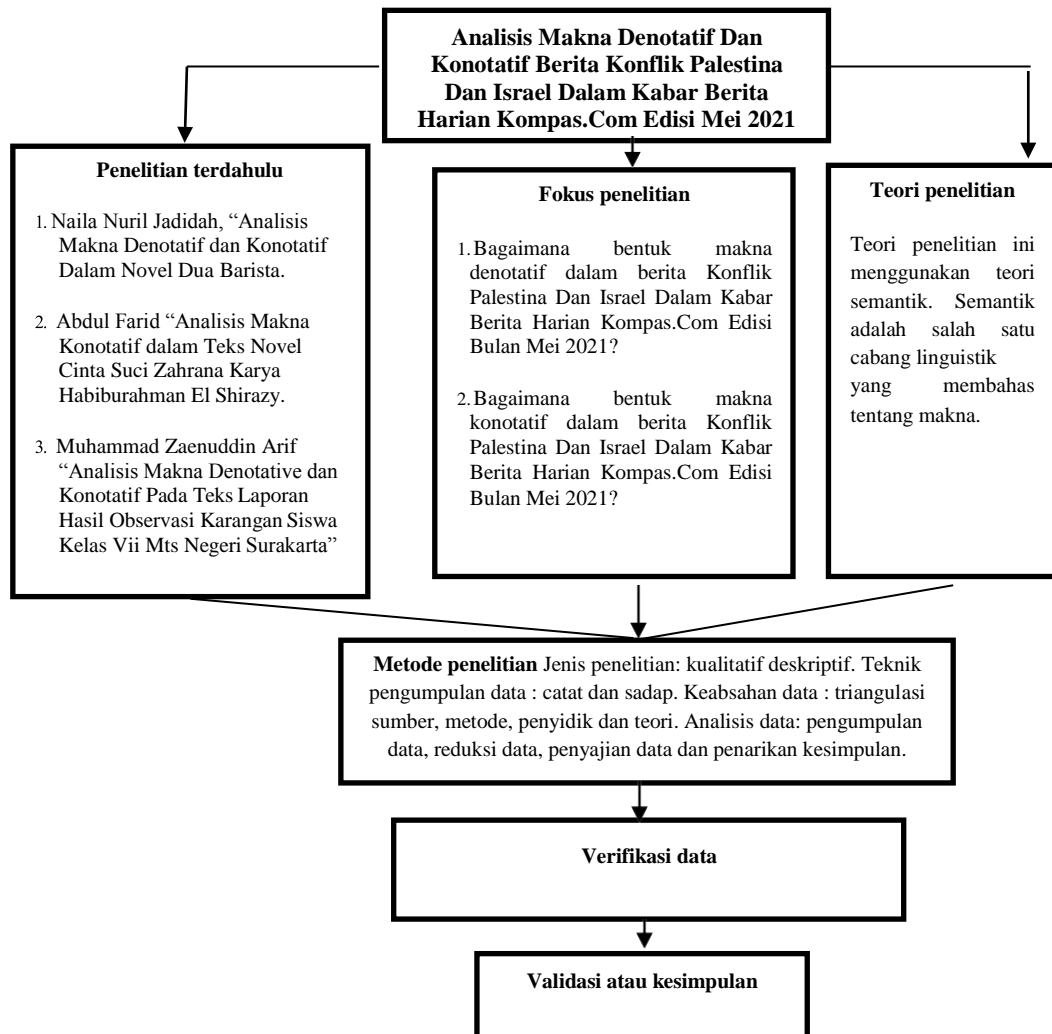 Analisis Makna Denotatif Dan
Konotatif Berita Konflik Palestina
Dan Israel Dalam Kabar Berita
Harian Kompas.Com Edisi Mei 2021
Penelitian terdahulu
1. Naila Nuril Jadidah, “Analisis
Makna Denotatif dan Konotatif
Dalam Novel Dua Barista.
2. Abdul Farid “Analisis Makna
Konotatif dalam Teks Novel
Cinta Suci Zahrana Karya
Habiburahman El Shirazy.
3. Muhammad Zaenuddin Arif
“Analisis Makna Denotative dan
Konotatif Pada Teks Laporan
Hasil Observasi Karangan Siswa
Kelas Vii Mts Negeri Surakarta”
Fokus penelitian
1. Bagaimana bentuk makna
denotatif dalam berita Konflik
Palestina Dan Israel Dalam Kabar
Berita Harian Kompas.Com Edisi
Bulan Mei 2021?
2. Bagaimana bentuk makna
konotatif dalam berita Konflik
Palestina Dan Israel Dalam Kabar
Berita Harian Kompas.Com Edisi
Bulan Mei 2021?
Teori penelitian
Teori penelitian ini
menggunakan teori
semantik. Semantik
adalah salah satu
cabang linguistik
yang membahas
tentang makna.
Metode penelitian Jenis penelitian: kualitatif deskriptif. Teknik
pengumpulan data : catat dan sadap. Keabsahan data : triangulasi
sumber, metode, penyidik dan teori. Analisis data: pengumpulan
data, reduksi data, penyajian data dan penarikan kesimpulan.
Verifikasi data
Validasi atau kesimpulan